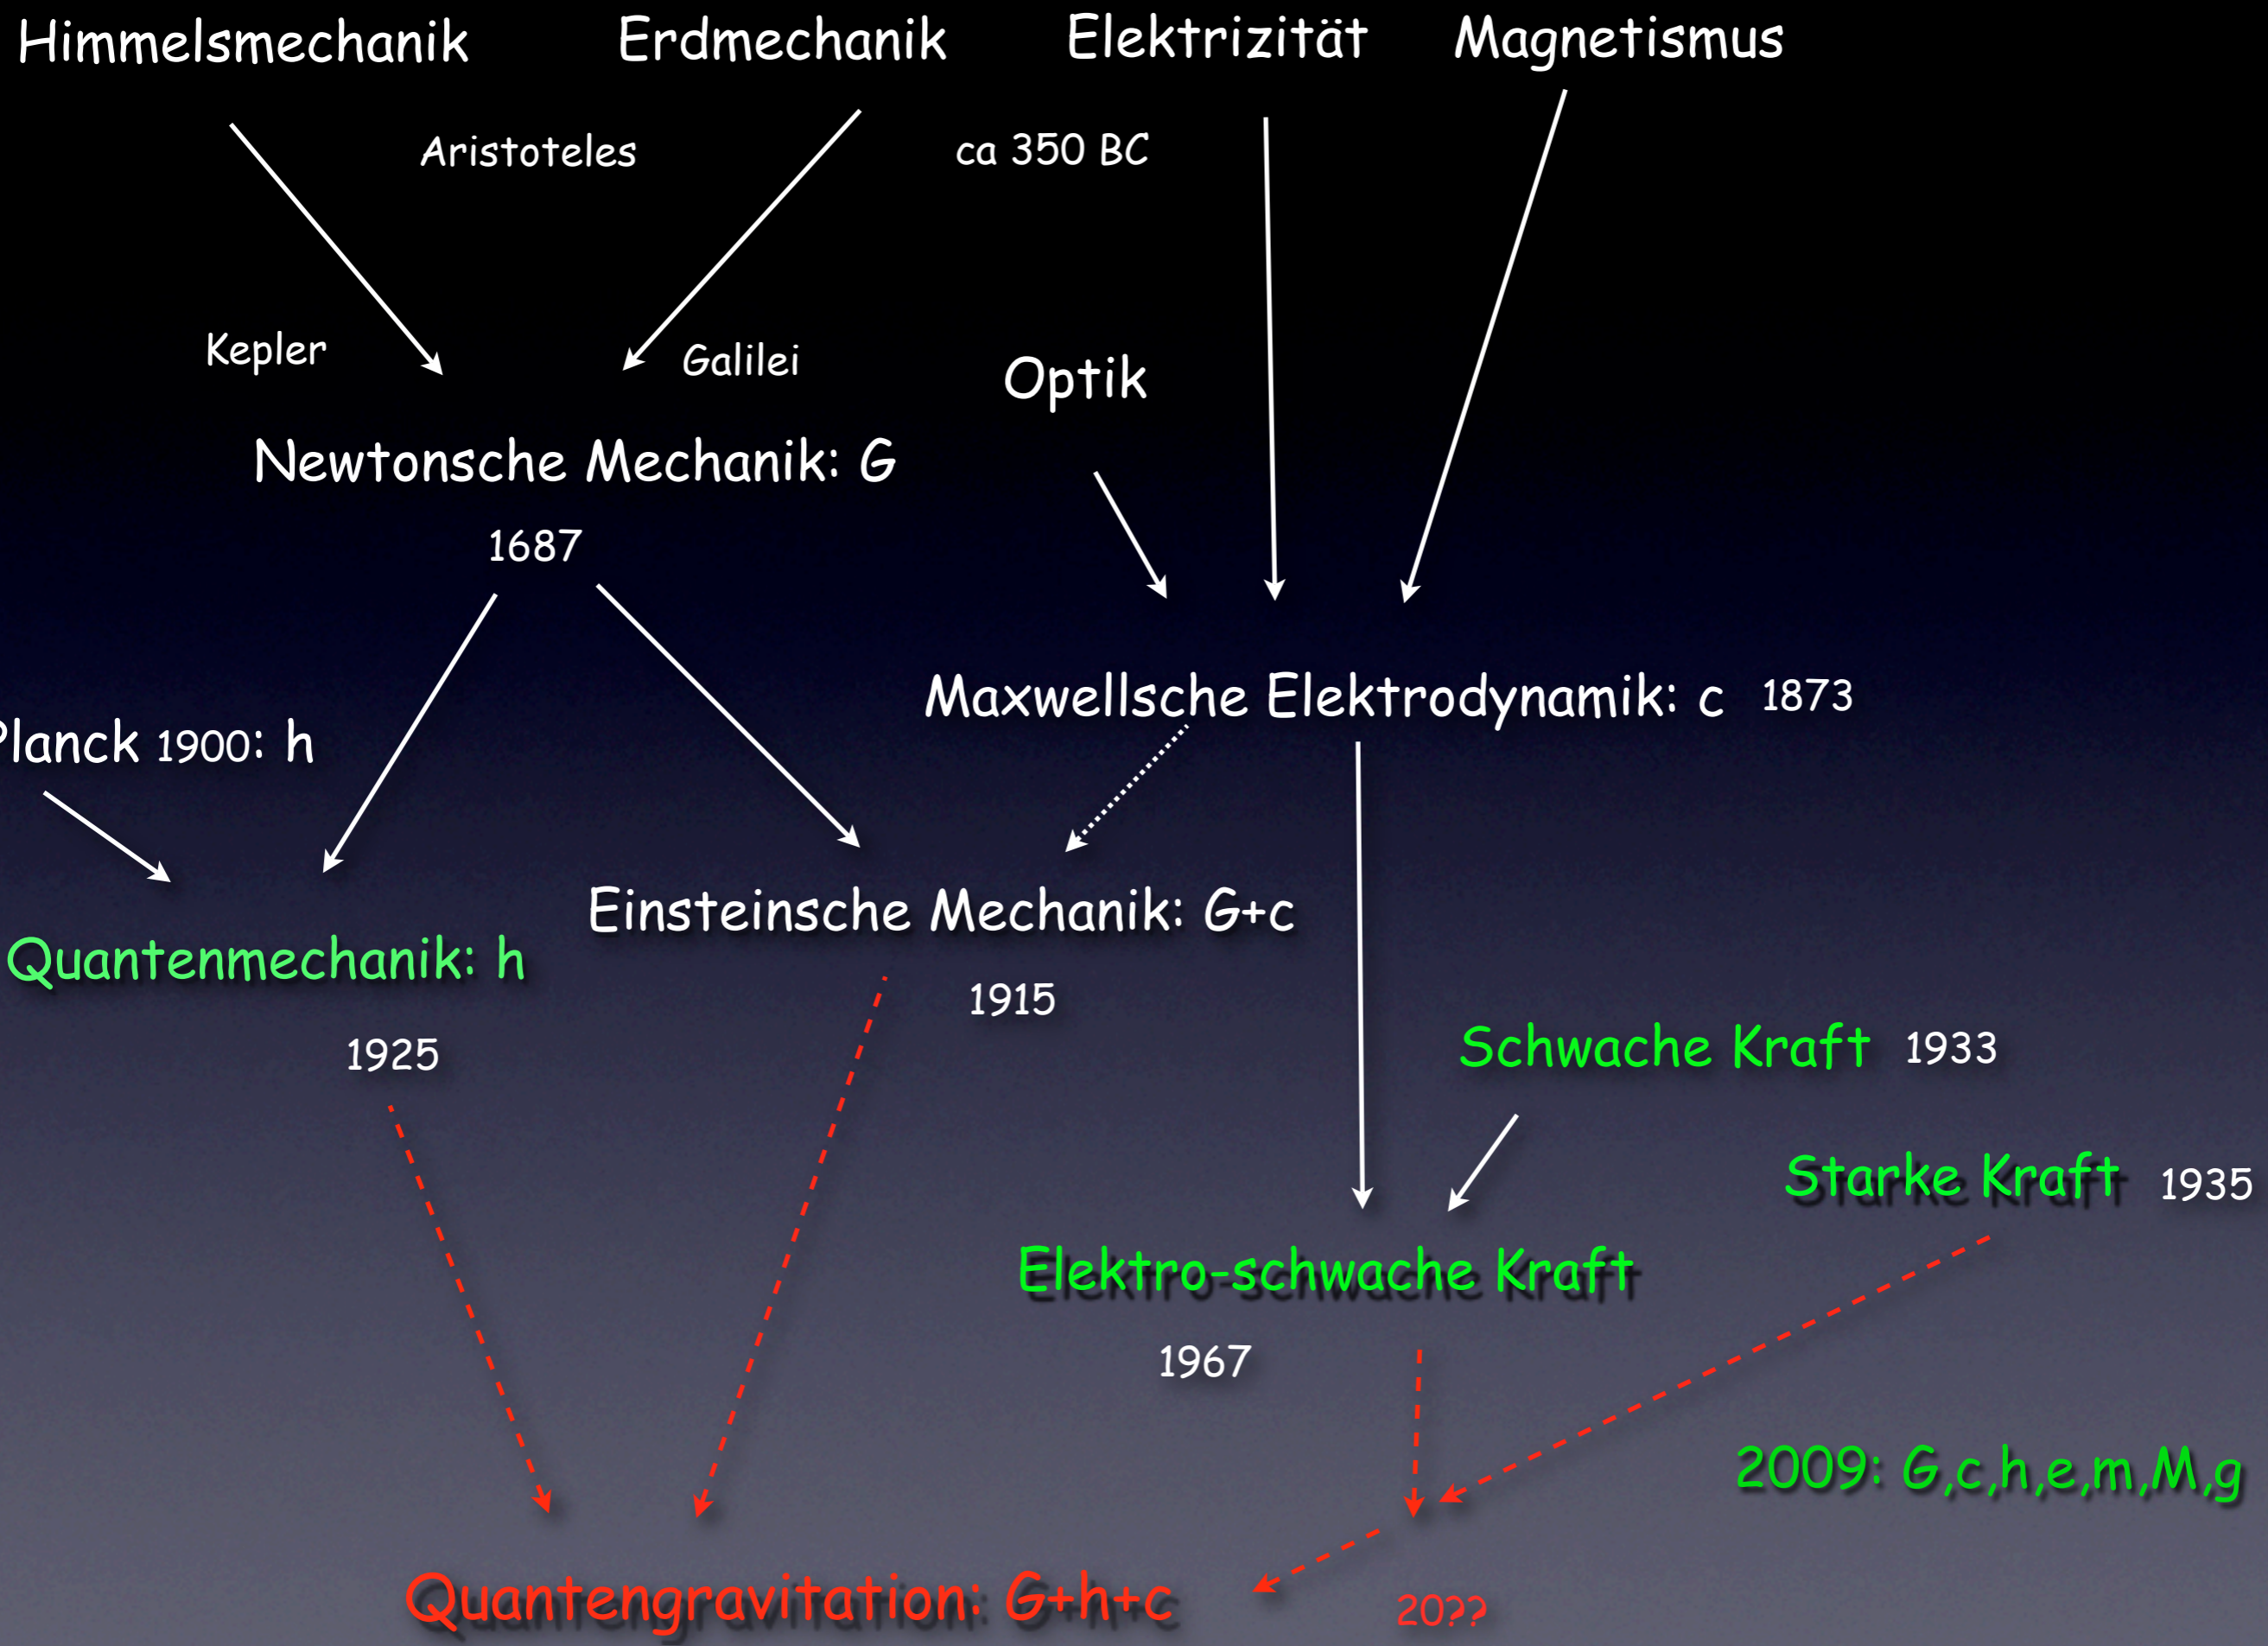 Himmelsmechanik Erdmechanik Elektrizität Magnetismus
Aristoteles ca 350 BC
Kepler Galilei
Optik
Newtonsche Mechanik: G
1687
Maxwellsche Elektrodynamik: c 1873
Planck 1900: h
Einsteinsche Mechanik: G+c
Quantenmechanik: h
1915
1925
Schwache Kraft 1933
Starke Kraft 1935
Elektro-schwache Kraft
1967
2009: G,c,h,e,m,M,g
Quantengravitation: G+h+c
20??